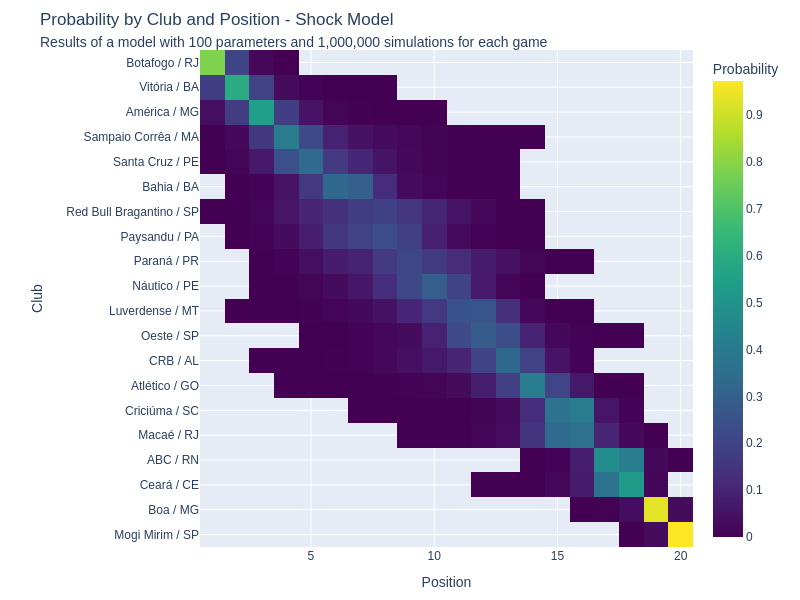 Probability by Club and Position - Shock Model
Results of a model with 100 parameters and 1,000,000 simulations for each game
Probability
Botafogo / RJ
Vitória / BA
América / MG
Sampaio Corrêa / MA
Santa Cruz / PE
Bahia / BA
Red Bull Bragantino / SP
Paysandu / PA
Paraná / PR
Náutico / PE
Luverdense / MT
Oeste / SP
CRB / AL
Atlético / GO
Criciúma / SC
Macaé / RJ
ABC / RN
Ceará / CE
Boa / MG
Mogi Mirim / SP
Club
5
10
15
20
Position
0.9
0.8
0.7
0.6
0.5
0.4
0.3
0.2
0.1
0